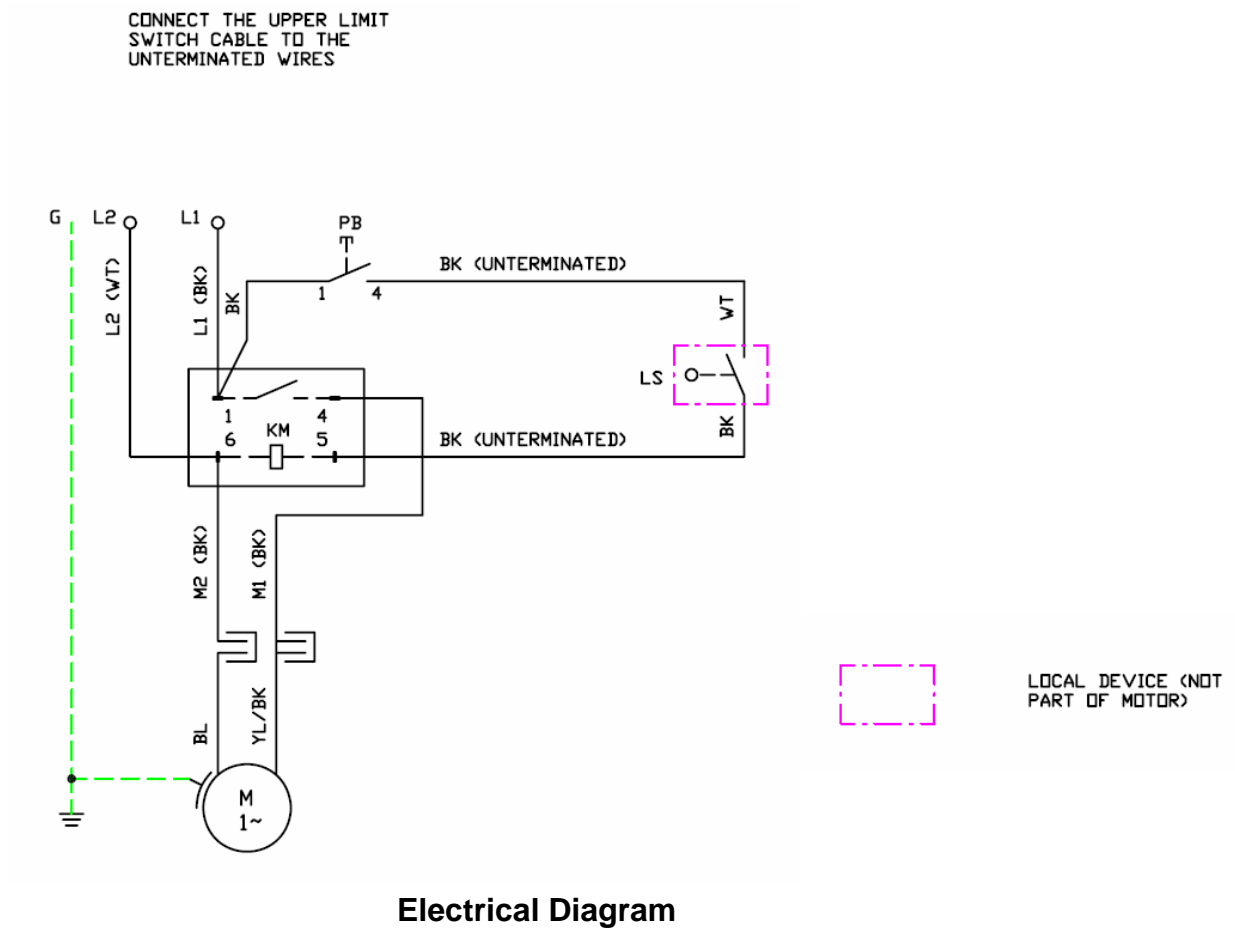 CONNECT THE UPPER LIMIT
SWITCH CABLE TO THE
UNTERMINATED WIRES
G
L2
L1
PB
L2 (WT)
L1 (BK)
BK
1
4
BK (UNTERMINATED)
WT
LS
BK
1
4
6
KM
5
BK (UNTERMINATED)
M2 (BK)
M1 (BK)
BL
YL/BK
M
1~
LOCAL DEVICE (NOT
PART OF MOTOR)
Electrical Diagram